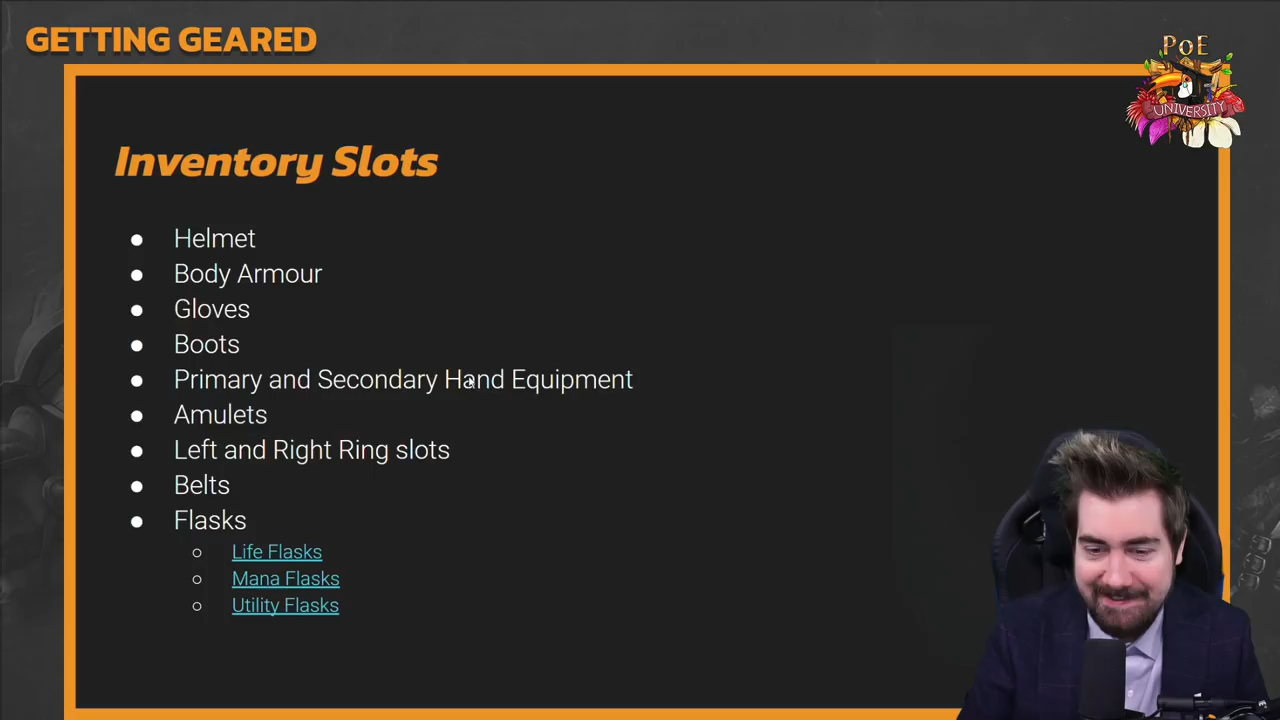 GETTING GEARED
PoE
UNIVERSITY
Inventory Slots
Helmet
Body Armour
Gloves
Boots
Primary and Secondary Hand Equipment
Amulets
Left and Right Ring slots
Belts
Flasks
Life Flasks
Mana Flasks
Utility Flasks